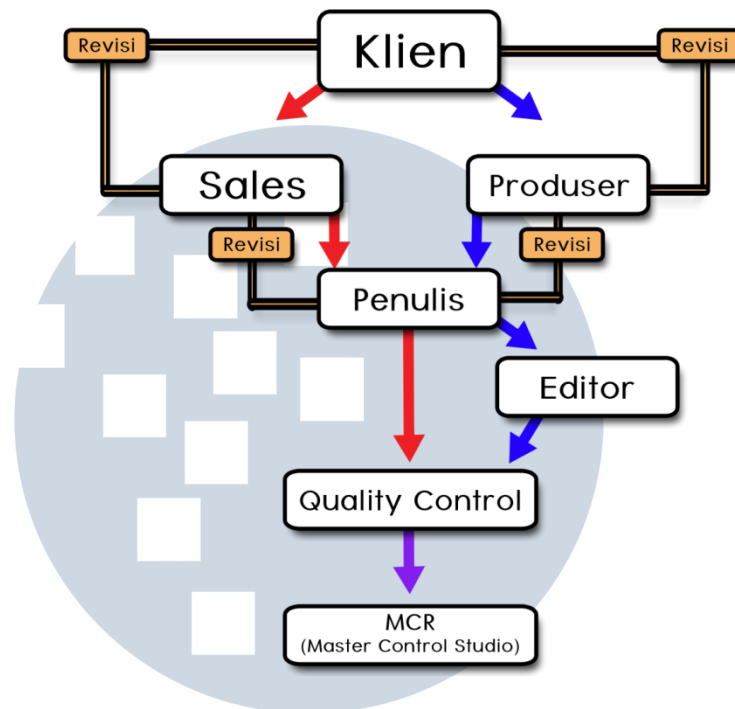 Revisi
Klien
Revisi
Sales
Produser
Revisi
Revisi
Penulis
Editor
Quality Control
MCR
(Master Control Studio)